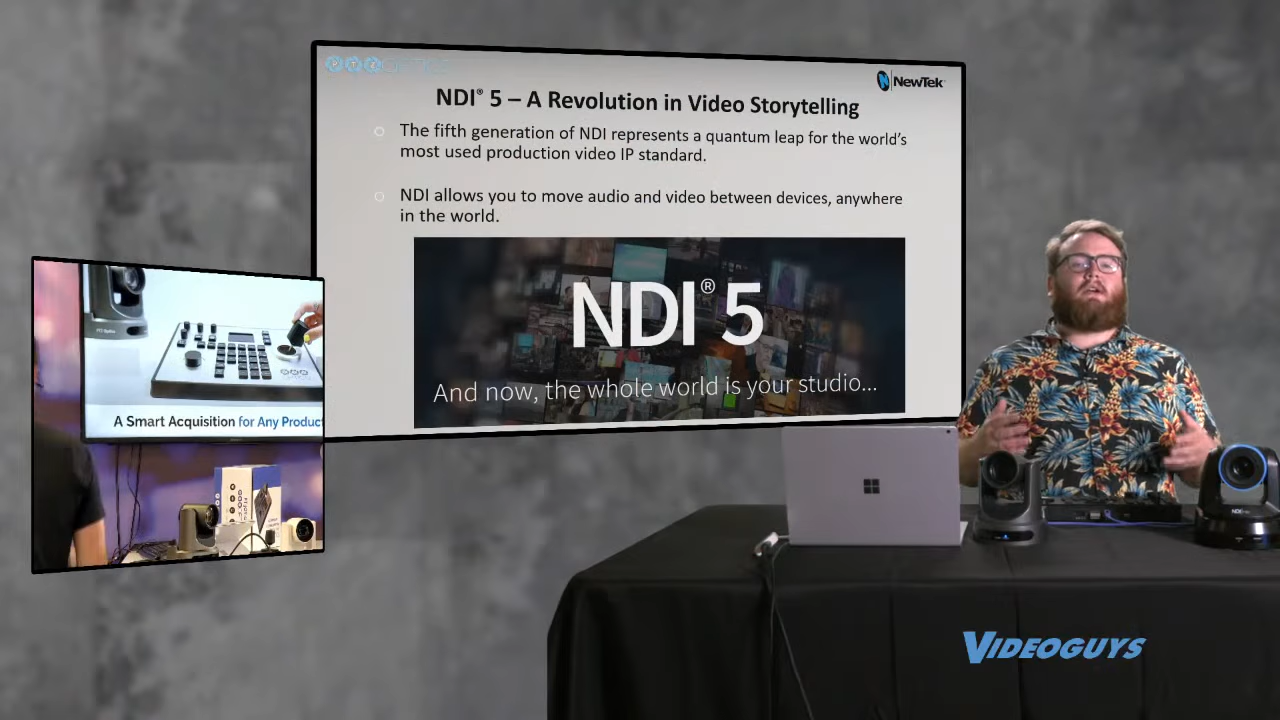 PTZOPTICS
NewTek
NDI® 5 – A Revolution in Video Storytelling
The fifth generation of NDI represents a quantum leap for the world's
most used production video IP standard.
NDI allows you to move audio and video between devices, anywhere
in the world.
NDI® 5
And now, the whole world is your studio...
A Smart Acquisition for Any Product
NDI
VIDEOGUYS